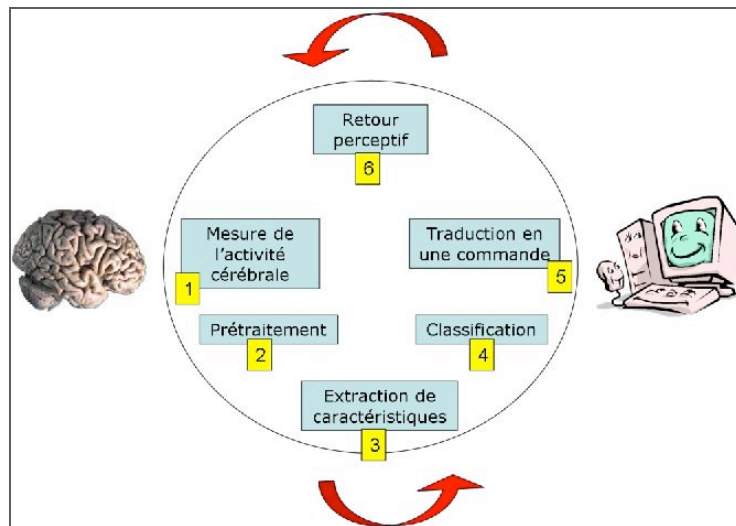 Retour
perceptif
6
Mesure de
l'activité
cérébrale
1
Traduction en
une commande
5
Prétraitement
2
Classification
4
Extraction de
caractéristiques
3